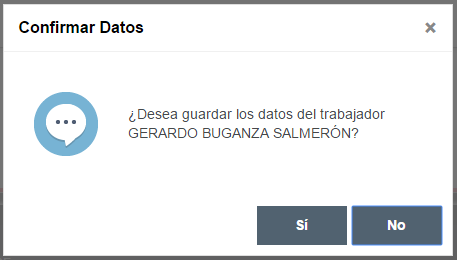 Confirmar Datos ×
¿Desea guardar los datos del trabajador
GERARDO BUGANZA SALMERÓN?
Sí No